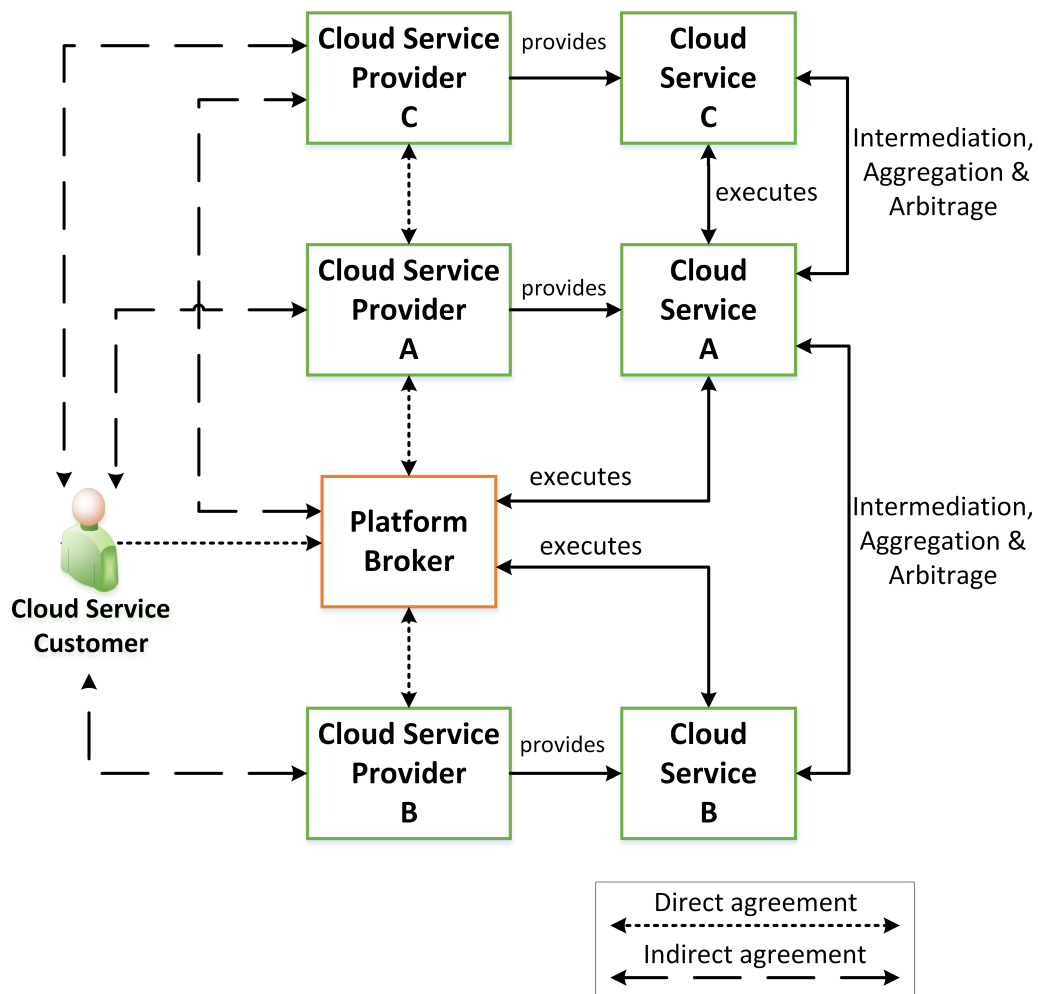 Cloud Service
Provider
C
provides
Cloud
Service
C
Intermediation,
Aggregation &
Arbitrage
executes
Cloud Service
Provider
A
provides
Cloud
Service
A
executes
Platform
Broker
executes
Intermediation,
Aggregation &
Arbitrage
Cloud Service
Customer
Cloud Service
Provider
B
provides
Cloud
Service
B
Direct agreement
Indirect agreement